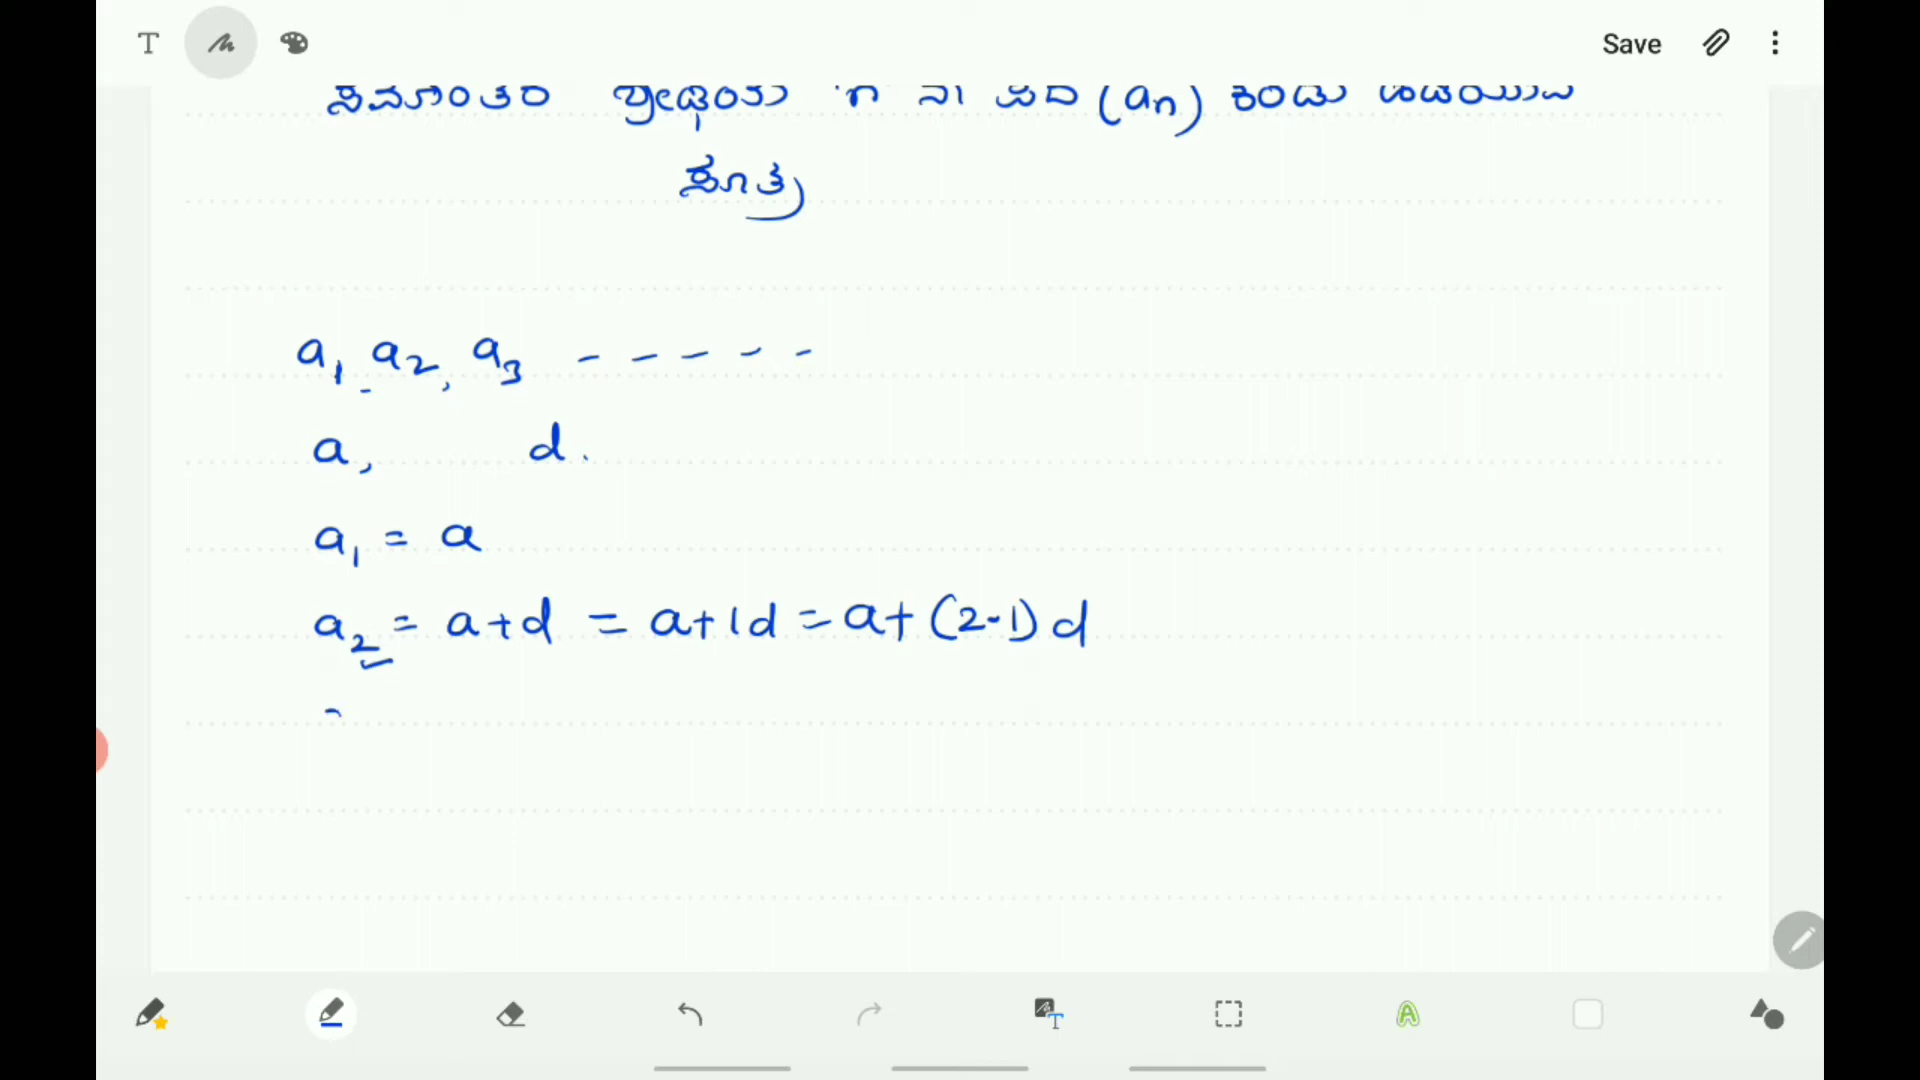 Save
ಸಮಾಂತರ ಶ್ರೇಢಿಯ n ನೇ ಪದ (an) ಕಂಡು ಹಿಡಿಯುವ
ಸೂತ್ರ
a1, a2, a3 - - - - -
a, d.
a1 = a
a2 = a+d = a+1d = a+(2-1)d